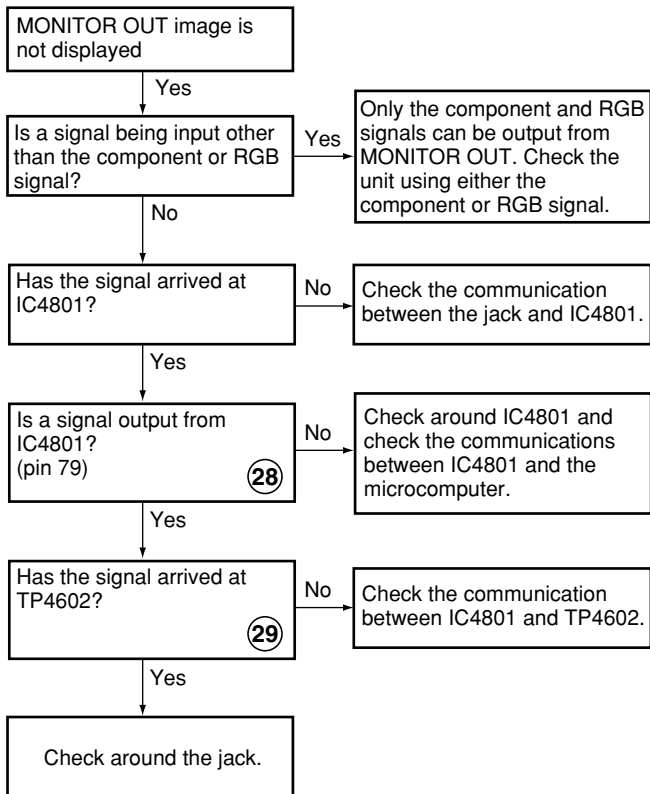 MONITOR OUT image is
not displayed
Yes
Is a signal being input other
than the component or RGB
signal?
Yes
Only the component and RGB
signals can be output from
MONITOR OUT. Check the
unit using either the
component or RGB signal.
No
Has the signal arrived at
IC4801?
No
Check the communication
between the jack and IC4801.
Yes
Is a signal output from
IC4801?
(pin 79)
28
No
Check around IC4801 and
check the communications
between IC4801 and the
microcomputer.
Yes
Has the signal arrived at
TP4602?
29
No
Check the communication
between IC4801 and TP4602.
Yes
Check around the jack.